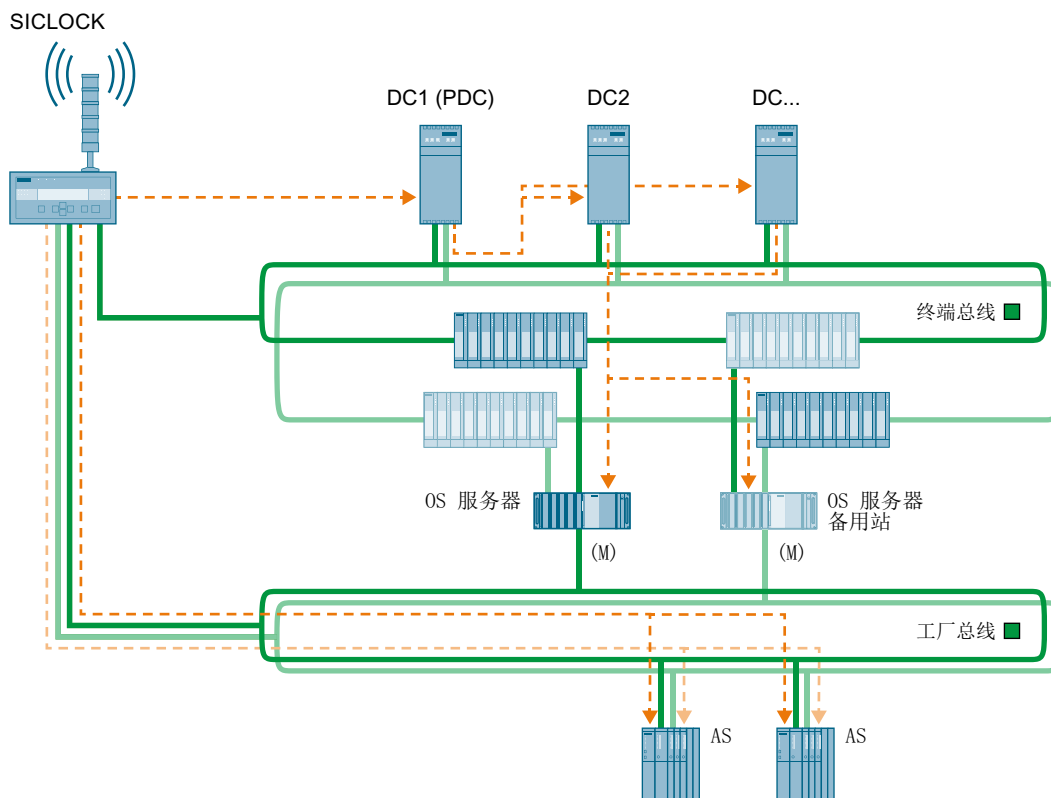 SICLOCK
DC1 (PDC)
DC2
DC...
终端总线
OS 服务器
OS 服务器
备用站
(M)
(M)
工厂总线
AS
AS